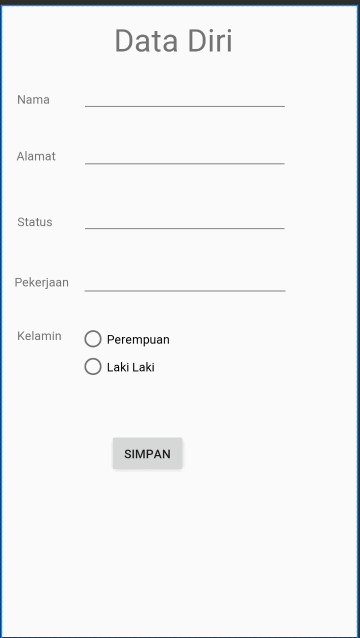 Data Diri
Nama
Alamat
Status
Pekerjaan
Kelamin
Perempuan
Laki Laki
SIMPAN